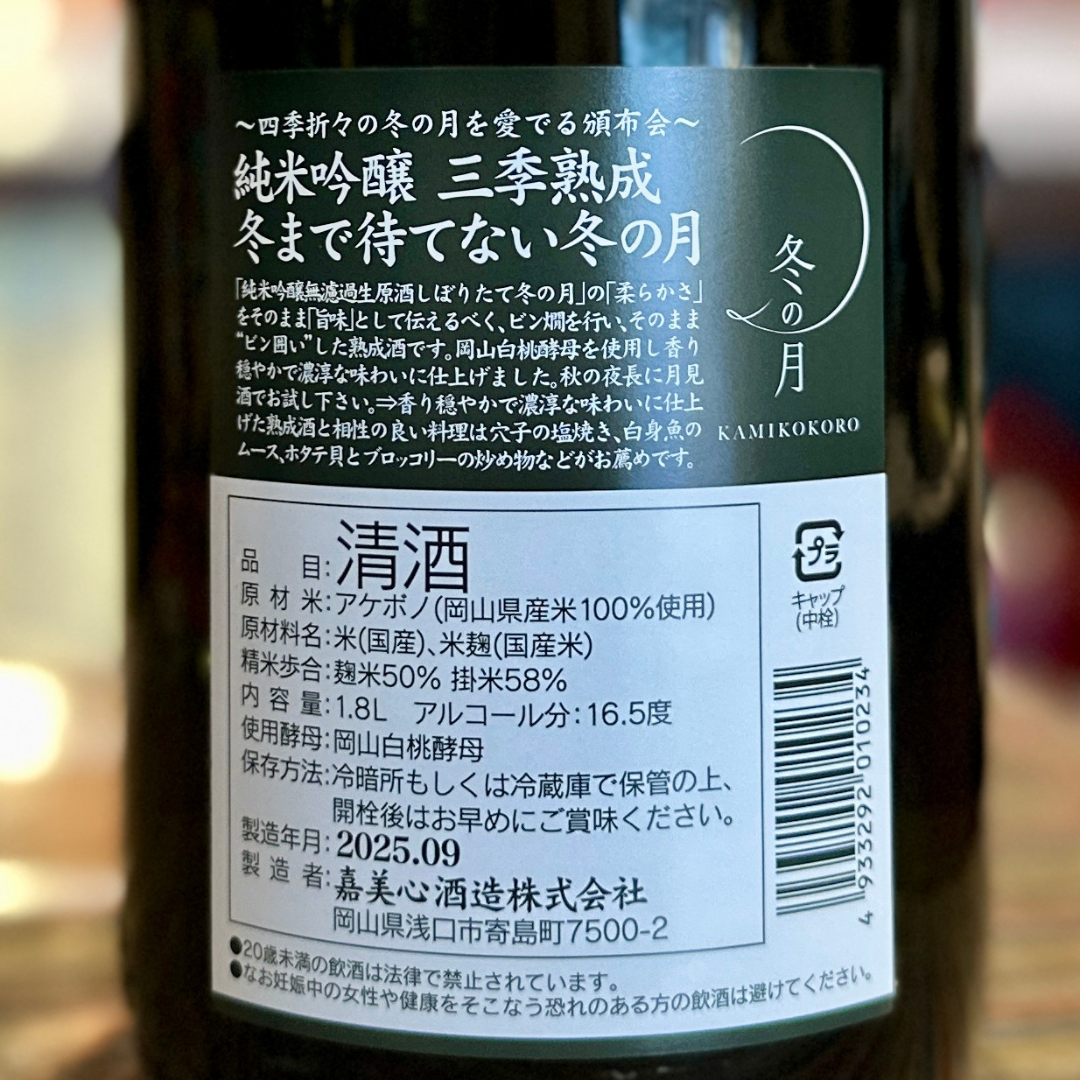 ～四季折々の冬の月を愛でる頒布会～
純米吟醸 三季熟成
冬まで待てない冬の月
「純米吟醸無濾過生原酒しぼりたて冬の月」の「柔らかさ」
をそのまま「旨味」として伝えるべく、ビン燗を行い、そのまま
“ビン囲い”した熟成酒です。岡山白桃酵母を使用し香り
穏やかで濃淳な味わいに仕上げました。秋の夜長に月見
酒でお試し下さい。⇒香り穏やかで濃淳な味わいに仕上
げた熟成酒と相性の良い料理は穴子の塩焼き、白身魚の
ムース、ホタテ貝とブロッコリーの炒め物などがお薦めです。
冬の月
KAMIKOKORO
品目:清酒
原材米:アケボノ(岡山県産米100%使用)
原材料名:米(国産)、米麹(国産米)
精米歩合:麹米50% 掛米58%
内容量:1.8L アルコール分:16.5度
使用酵母:岡山白桃酵母
保存方法:冷暗所もしくは冷蔵庫で保管の上、
開栓後はお早めにご賞味ください。
製造年月:2025.09
製造者:嘉美心酒造株式会社
岡山県浅口市寄島町7500-2
プラ
キャップ
(中栓)
4 933292 010234
●20歳未満の飲酒は法律で禁止されています。
●なお妊娠中の女性や健康をそこなう恐れのある方の飲酒は避けてください。